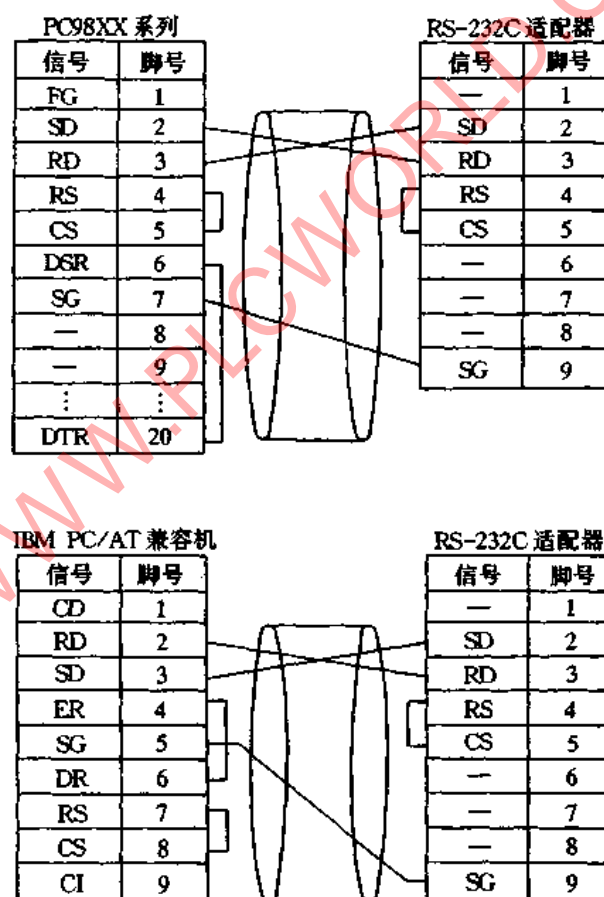 PC98XX 系列
信号 脚号
FG 1
SD 2
RD 3
RS 4
CS 5
DSR 6
SG 7
— 8
— 9
⋮ ⋮
DTR 20
RS-232C 适配器
信号 脚号
— 1
SD 2
RD 3
RS 4
CS 5
— 6
— 7
— 8
SG 9
IBM PC/AT 兼容机
信号 脚号
CD 1
RD 2
SD 3
ER 4
SG 5
DR 6
RS 7
CS 8
CI 9
RS-232C 适配器
信号 脚号
— 1
SD 2
RD 3
RS 4
CS 5
— 6
— 7
— 8
SG 9
WWW.PLCWORLD.C